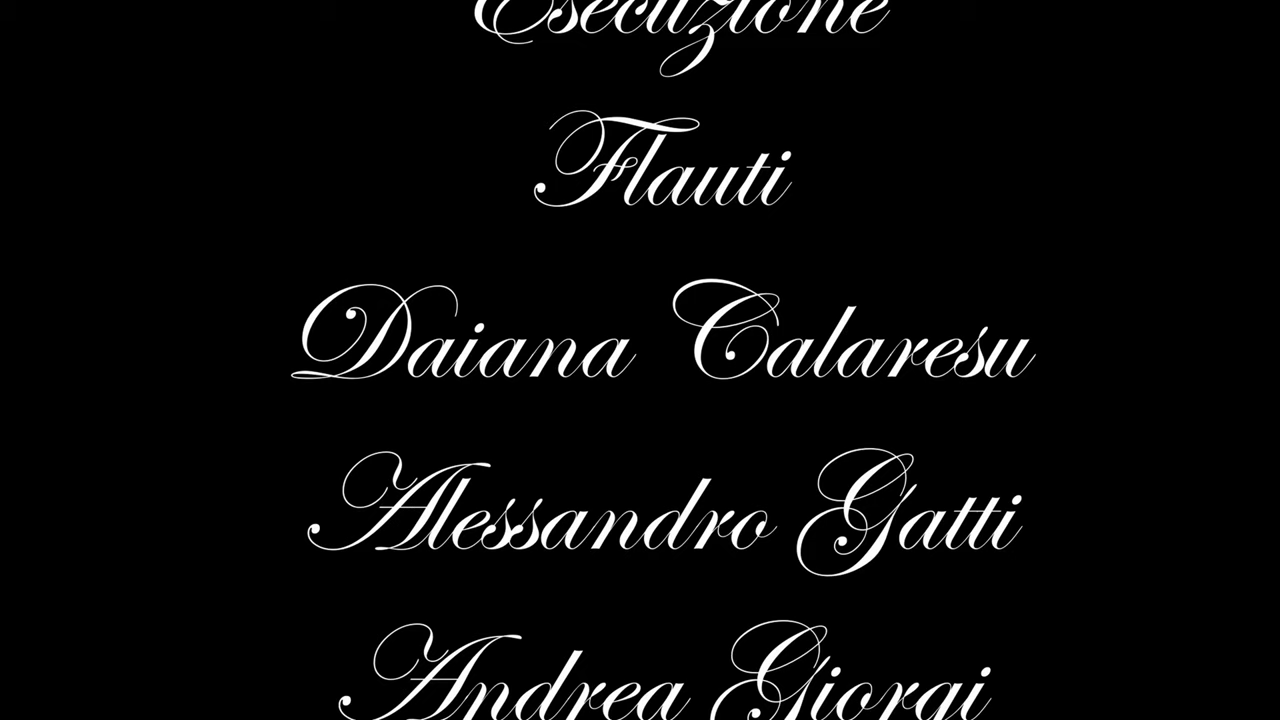 Esecuzione
Flauti
Daiana Calaresu
Alessandro Gatti
Andrea Giorgi